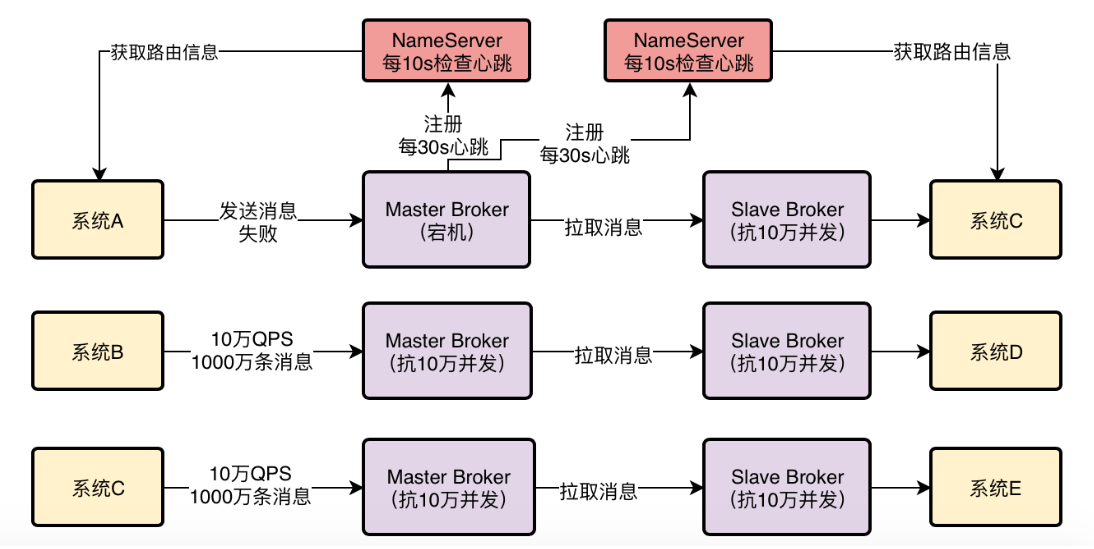 NameServer
每10s检查心跳
NameServer
每10s检查心跳
获取路由信息
获取路由信息
注册
每30s心跳
注册
每30s心跳
系统A
发送消息
失败
Master Broker
(宕机)
拉取消息
Slave Broker
(抗10万并发)
系统C
系统B
10万QPS
1000万条消息
Master Broker
(抗10万并发)
拉取消息
Slave Broker
(抗10万并发)
系统D
系统C
10万QPS
1000万条消息
Master Broker
(抗10万并发)
拉取消息
Slave Broker
(抗10万并发)
系统E